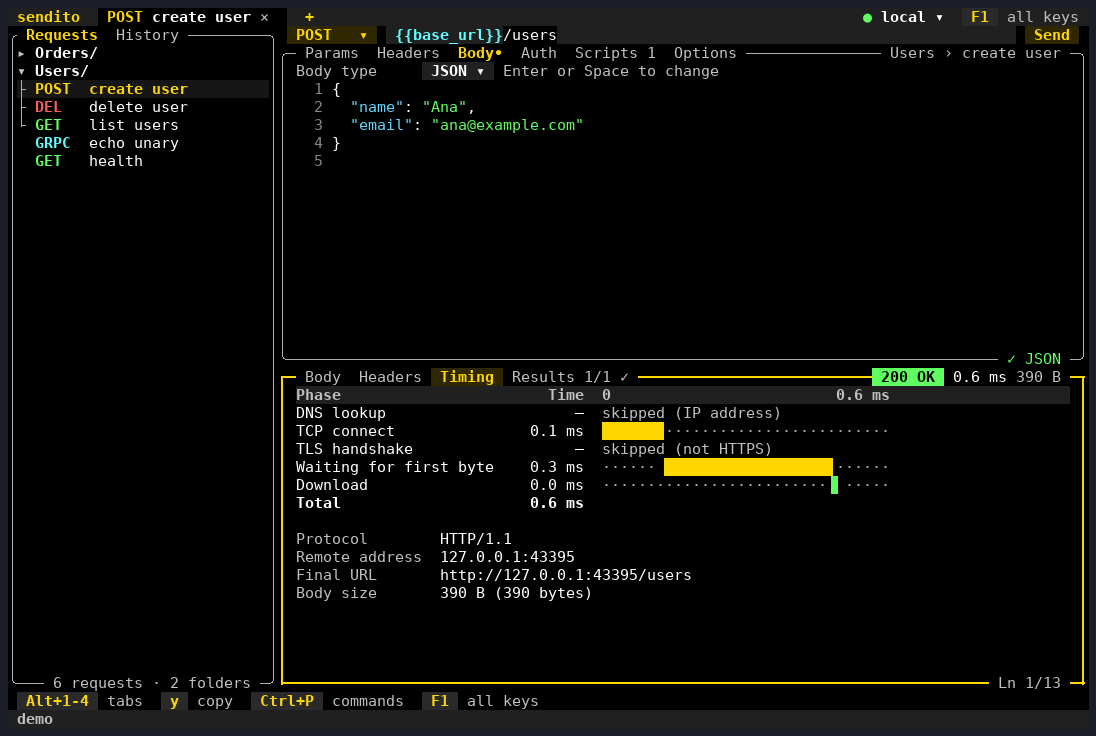 sendito POST create user × + ● local ▾ F1 all keys
Requests History POST ▾ {{base_url}}/users Send
▸ Orders/ Params Headers Body• Auth Scripts 1 Options Users › create user
▾ Users/ Body type JSON ▾ Enter or Space to change
POST create user 1 {
DEL delete user 2 "name": "Ana",
GET list users 3 "email": "ana@example.com"
GRPC echo unary 4 }
GET health 5
✓ JSON
Body Headers Timing Results 1/1 ✓ 200 OK 0.6 ms 390 B
Phase Time 0 0.6 ms
DNS lookup — skipped (IP address)
TCP connect 0.1 ms
TLS handshake — skipped (not HTTPS)
Waiting for first byte 0.3 ms
Download 0.0 ms
Total 0.6 ms
Protocol HTTP/1.1
Remote address 127.0.0.1:43395
Final URL http://127.0.0.1:43395/users
Body size 390 B (390 bytes)
6 requests · 2 folders Ln 1/13
Alt+1-4 tabs y copy Ctrl+P commands F1 all keys
demo